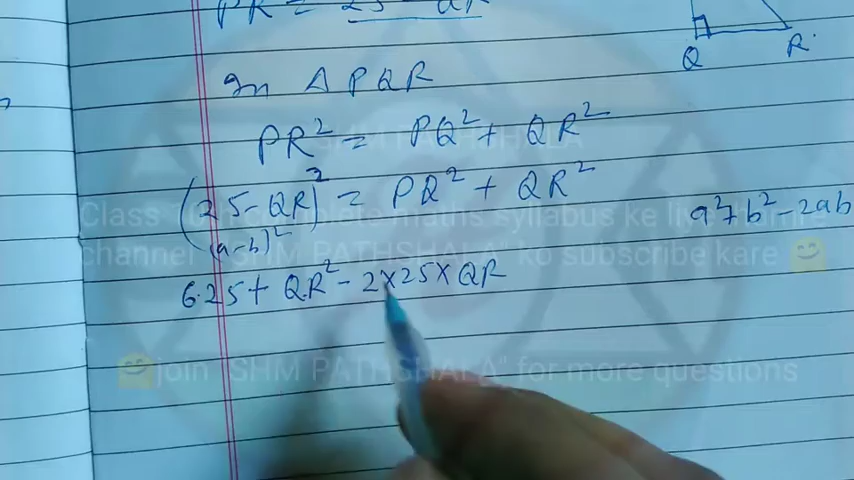 PR = 25 - QR
Q R
In Δ PQR
PR² = PQ² + QR²
(25-QR)² = PQ² + QR²
a²+b²-2ab
(a-b)²
625+ QR² - 2×25×QR
Class complete maths syllabus ke li
channel SHM PATHSHALA ko subscribe kare
join "SHM PATHSHALA" for more questions